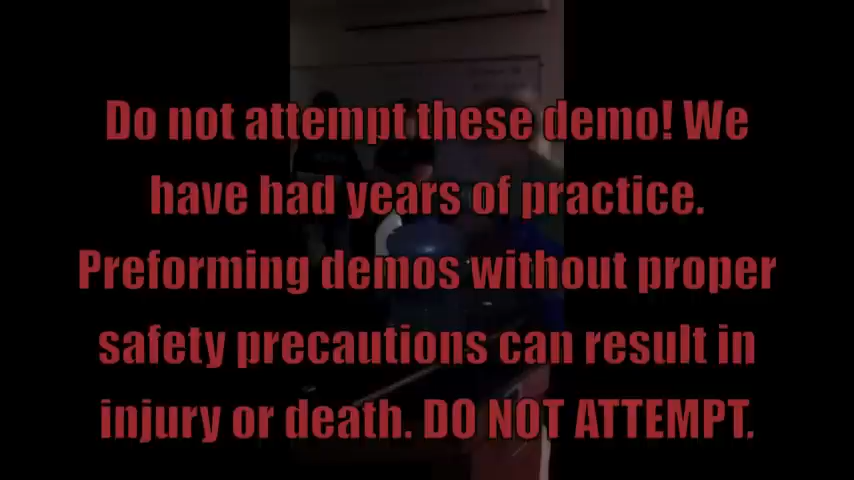 Do not attempt these demo! We
have had years of practice.
Preforming demos without proper
safety precautions can result in
injury or death. DO NOT ATTEMPT.